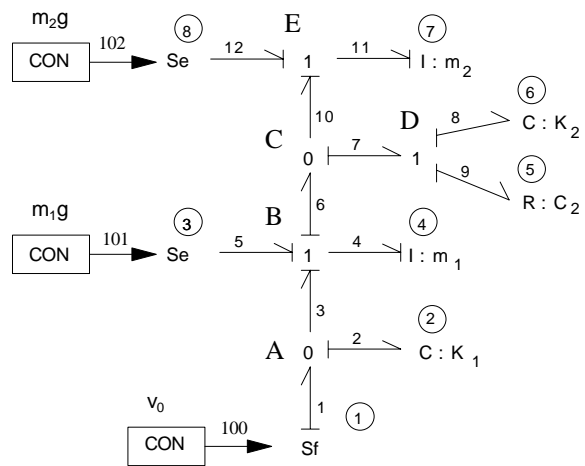 E
m₂g 8 7
102 12 11
CON Se 1 I : m₂
6
10 D 8
C C : K₂
7
0 1
9 5
6 R : C₂
m₁g 3 B 4
101 5 4
CON Se 1 I : m₁
3
2
A 2
0 C : K₁
v₀ 1
100 1
CON Sf